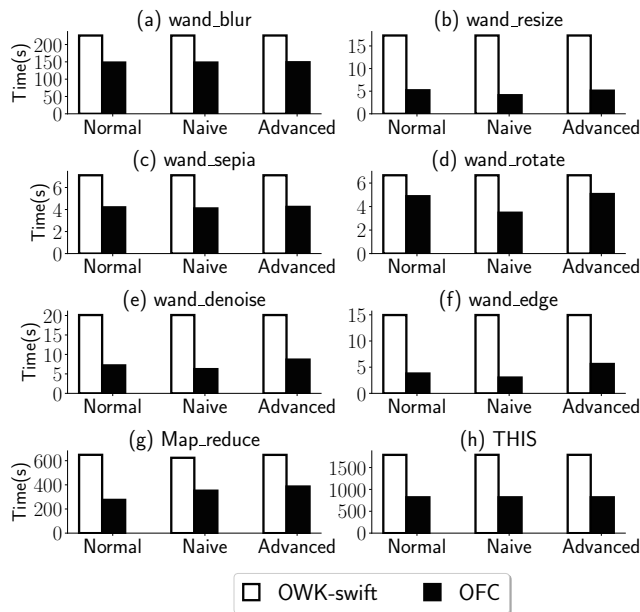 (a) wand_blur
(b) wand_resize
Time(s)
200
150
100
50
0
Normal
Naive
Advanced
15
10
5
0
Normal
Naive
Advanced
(c) wand_sepia
(d) wand_rotate
Time(s)
6
4
2
0
Normal
Naive
Advanced
6
4
2
0
Normal
Naive
Advanced
(e) wand_denoise
(f) wand_edge
Time(s)
20
15
10
5
0
Normal
Naive
Advanced
15
10
5
0
Normal
Naive
Advanced
(g) Map_reduce
(h) THIS
Time(s)
600
400
200
0
Normal
Naive
Advanced
1500
1000
500
0
Normal
Naive
Advanced
OWK-swift
OFC